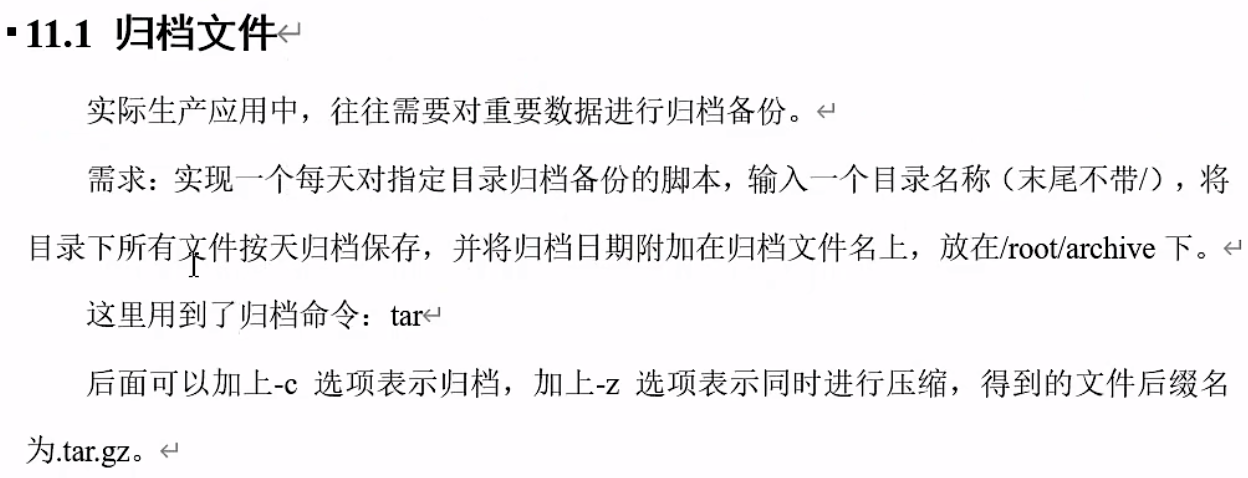 ▪11.1 归档文件↵
实际生产应用中，往往需要对重要数据进行归档备份。↵
需求：实现一个每天对指定目录归档备份的脚本，输入一个目录名称（末尾不带/），将
目录下所有文件按天归档保存，并将归档日期附加在归档文件名上，放在/root/archive 下。↵
这里用到了归档命令：tar↵
后面可以加上-c 选项表示归档，加上-z 选项表示同时进行压缩，得到的文件后缀名
为.tar.gz。↵